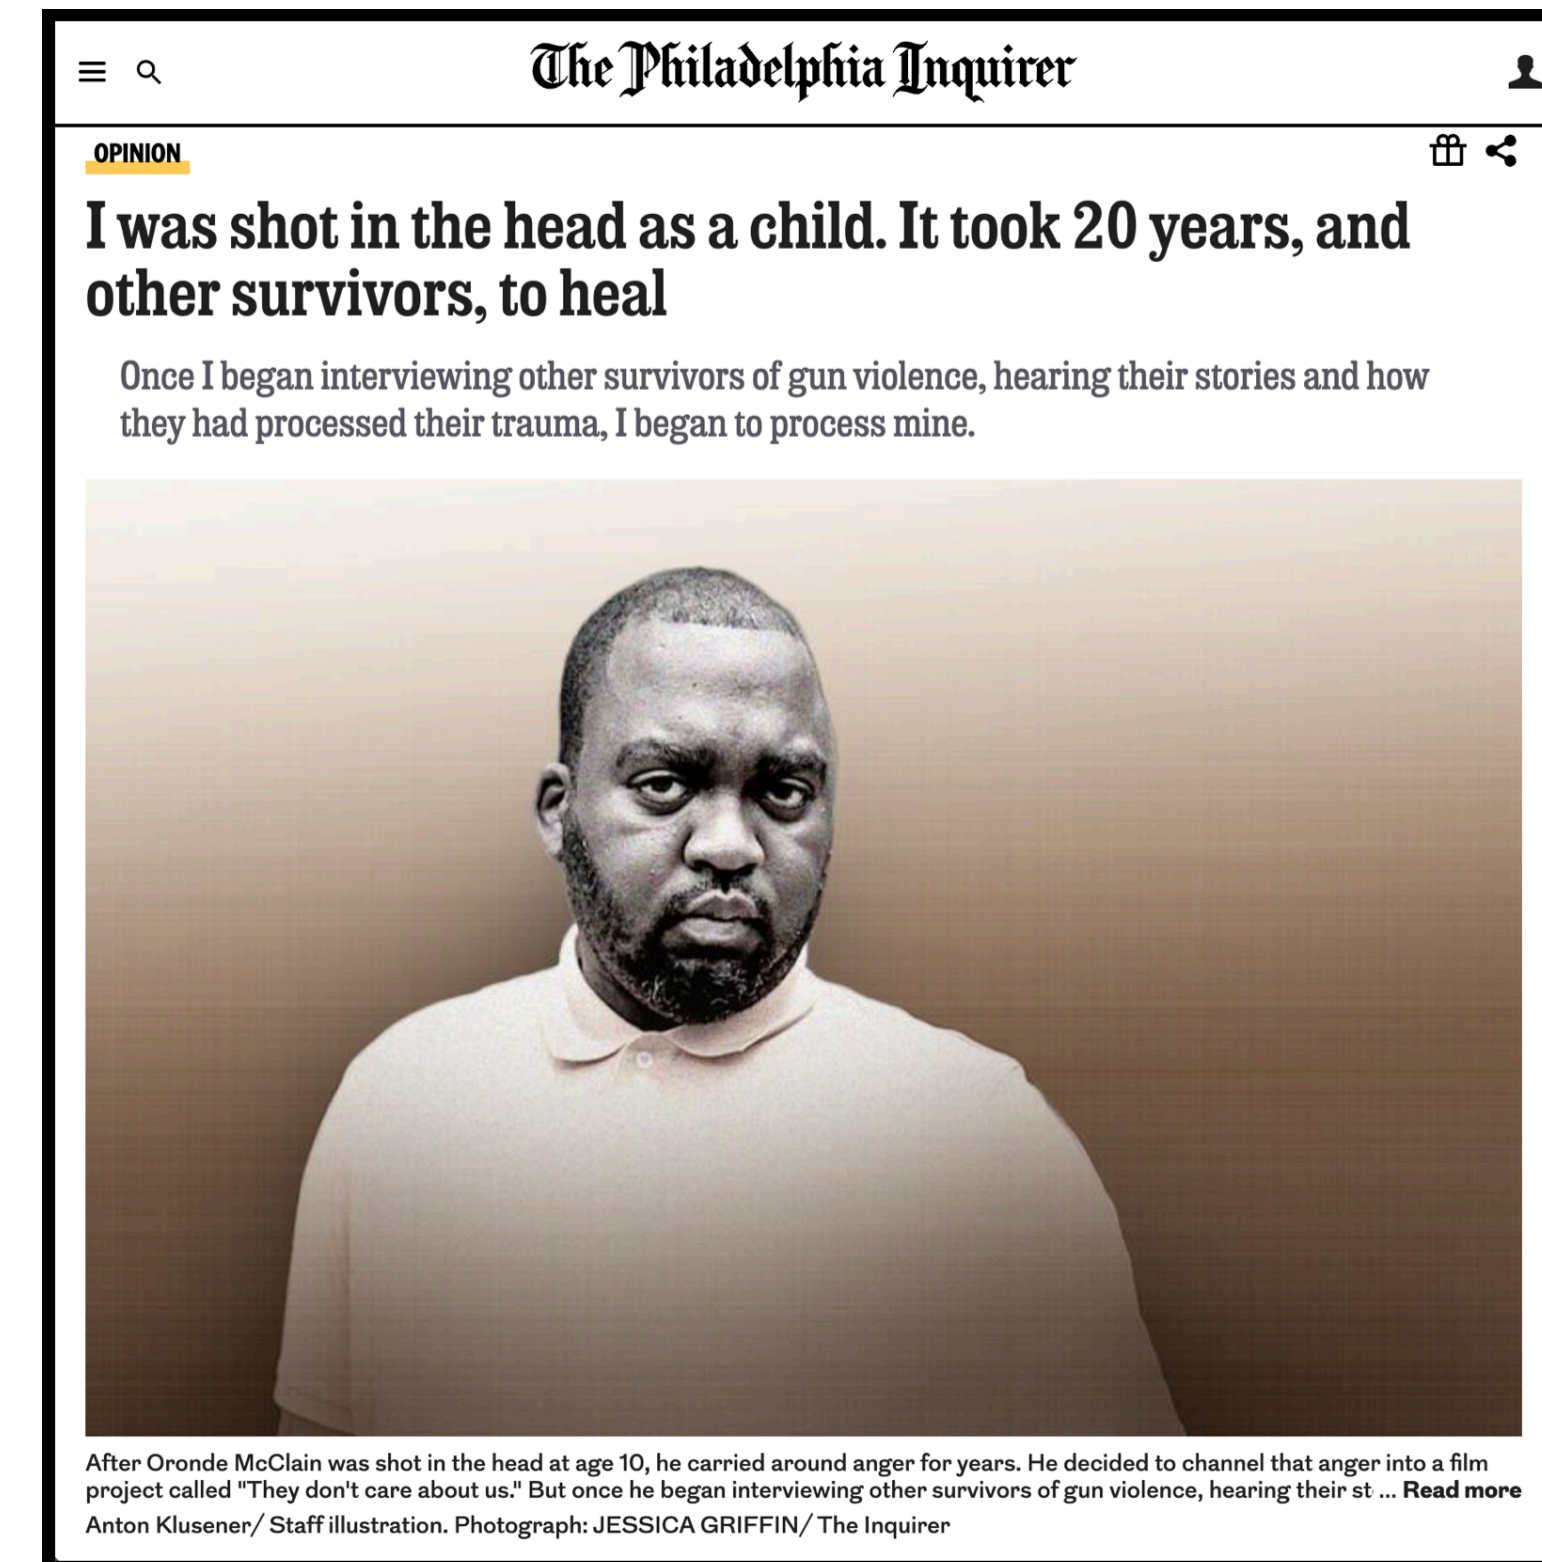 The Philadelphia Inquirer
OPINION
I was shot in the head as a child. It took 20 years, and
other survivors, to heal
Once I began interviewing other survivors of gun violence, hearing their stories and how
they had processed their trauma, I began to process mine.
After Oronde McClain was shot in the head at age 10, he carried around anger for years. He decided to channel that anger into a film
project called "They don't care about us." But once he began interviewing other survivors of gun violence, hearing their st ... Read more
Anton Klusener/ Staff illustration. Photograph: JESSICA GRIFFIN/ The Inquirer